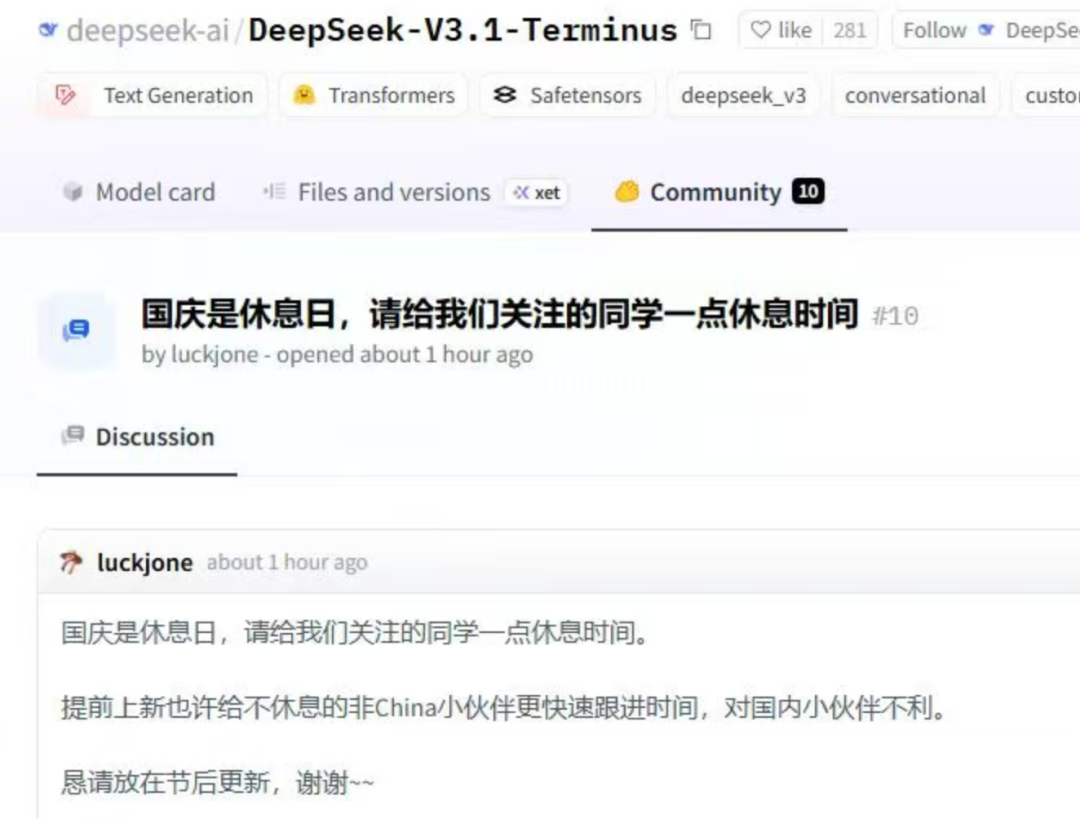 deepseek-ai/DeepSeek-V3.1-Terminus like 281 Follow DeepSe
Text Generation Transformers Safetensors deepseek_v3 conversational custo
Model card Files and versions xet Community 10
国庆是休息日，请给我们关注的同学一点休息时间 #10
by luckjone - opened about 1 hour ago
Discussion
luckjone about 1 hour ago
国庆是休息日，请给我们关注的同学一点休息时间。
提前上新也许给不休息的非China小伙伴更快速跟进时间，对国内小伙伴不利。
恳请放在节后更新，谢谢~~